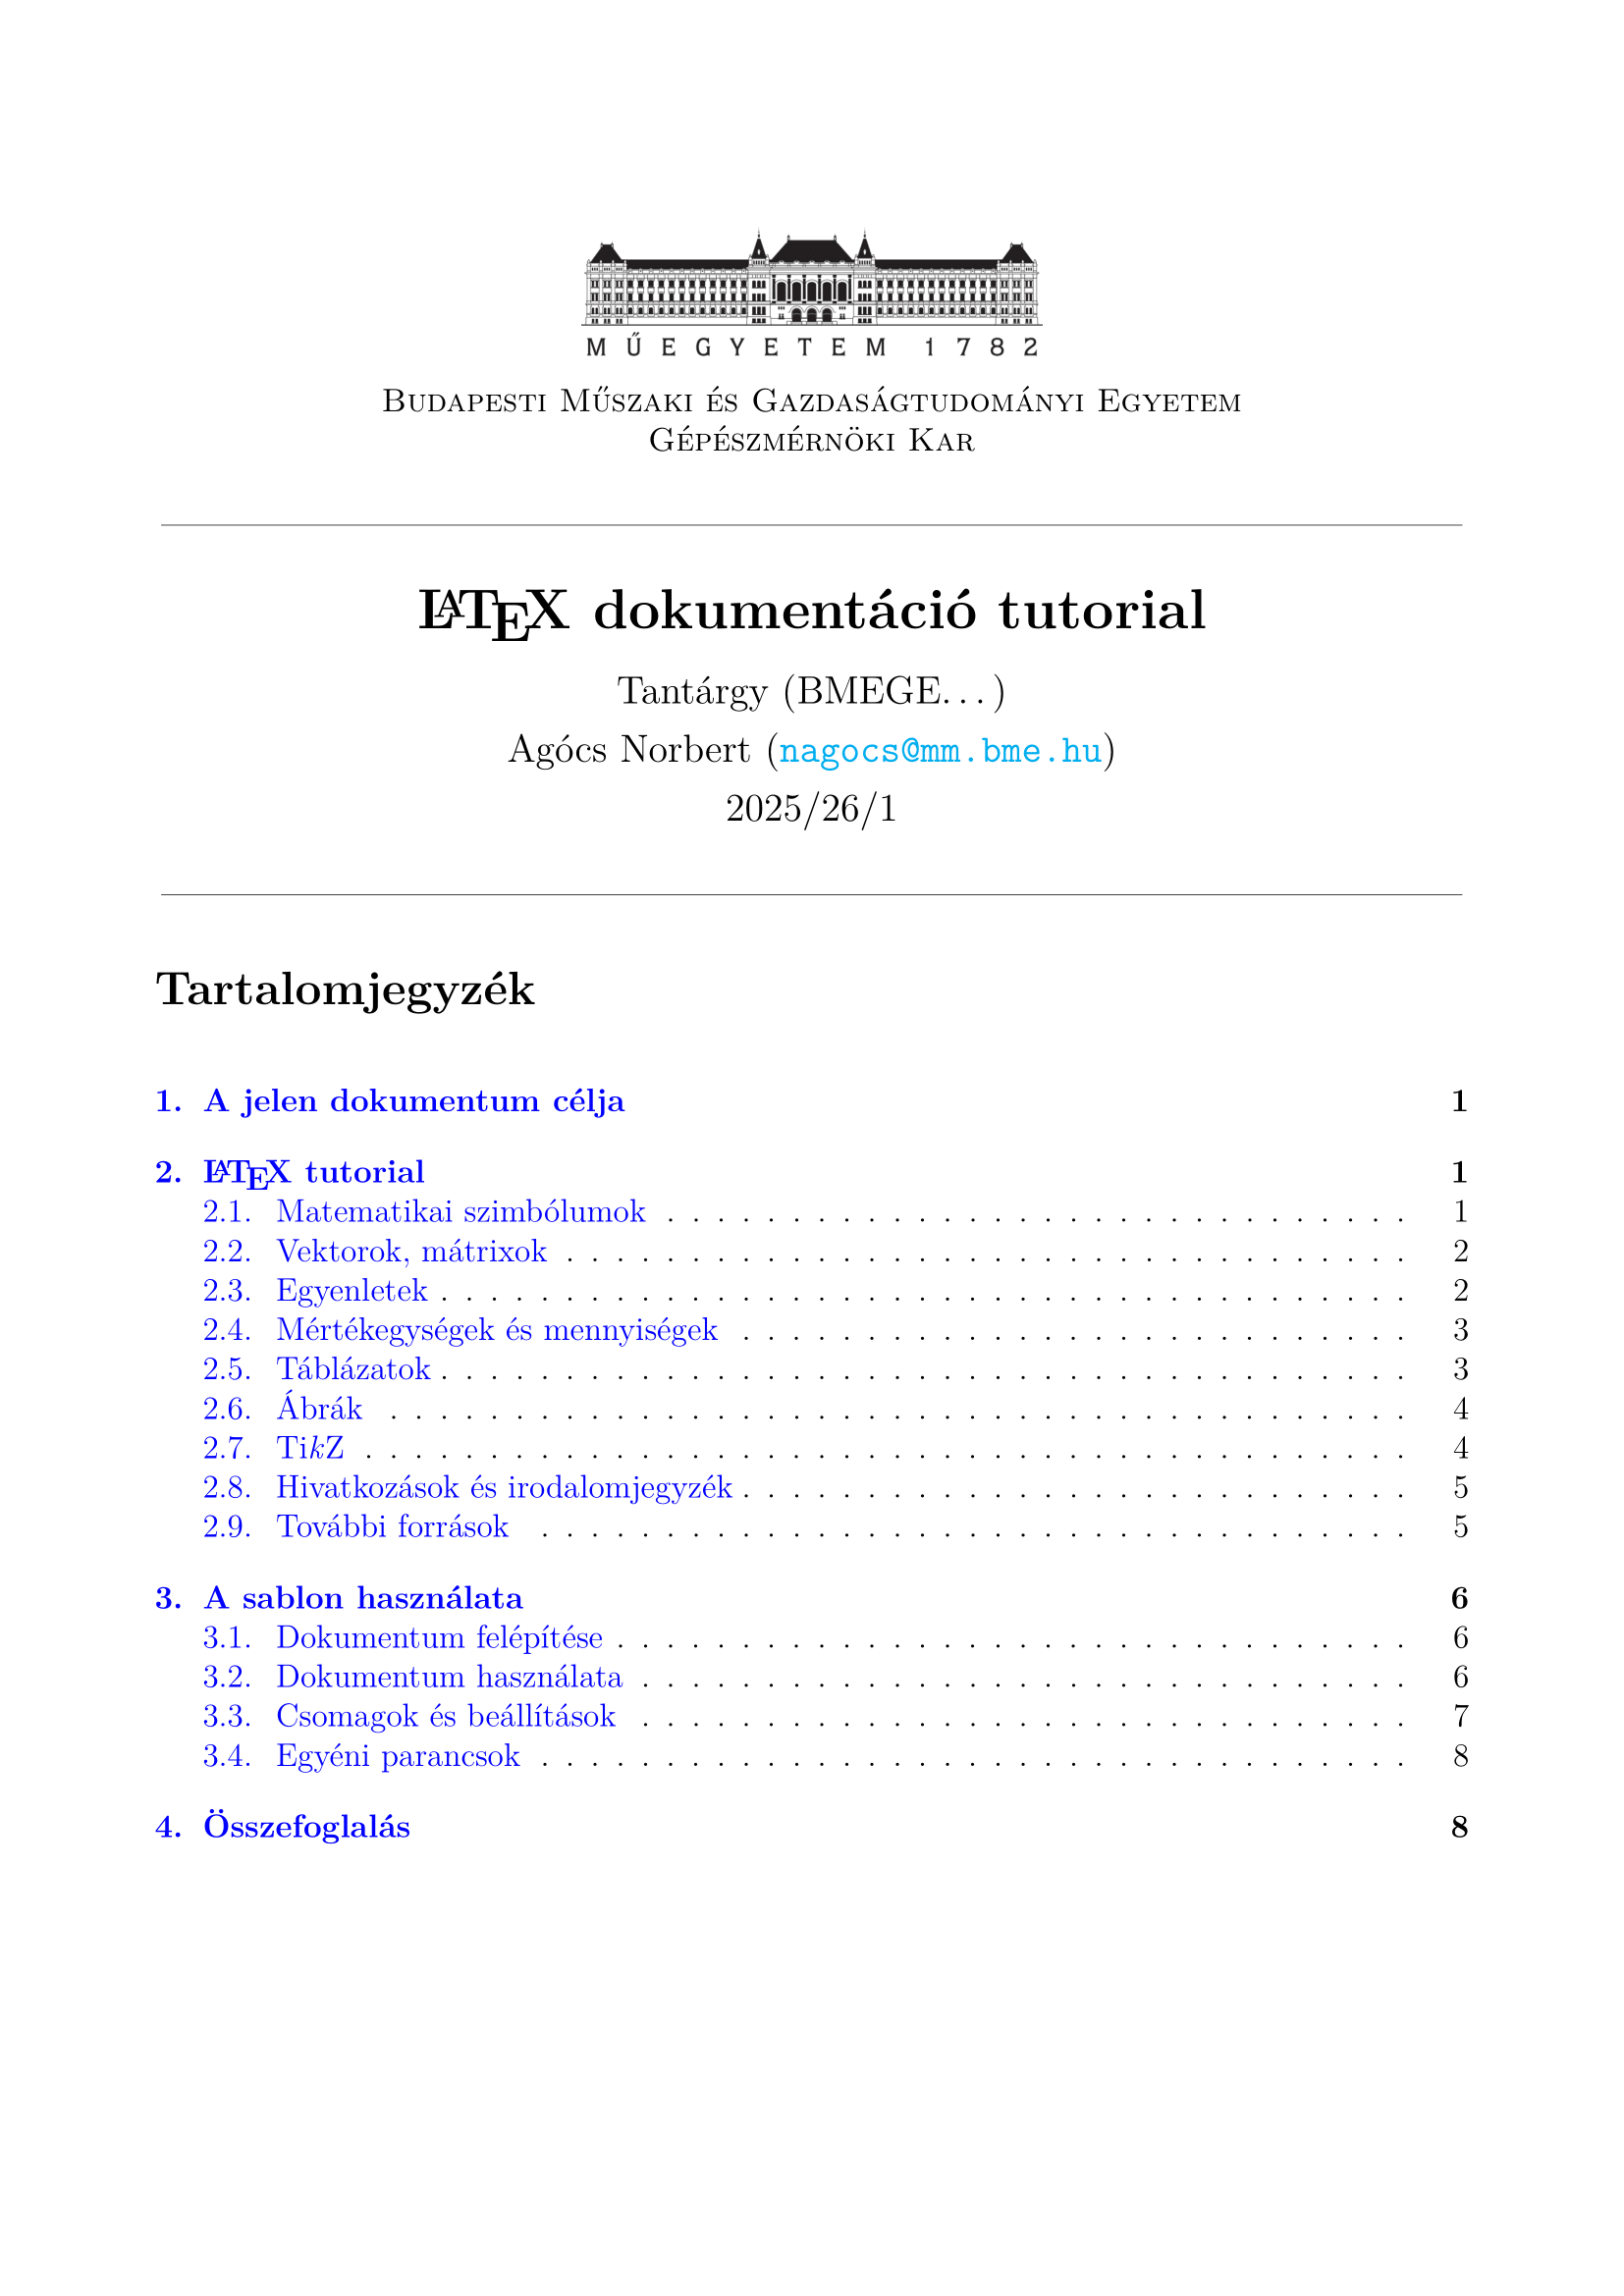 MŰEGYETEM 1782
Budapesti Műszaki és Gazdaságtudományi Egyetem
Gépészmérnöki Kar
LATEX dokumentáció tutorial
Tantárgy (BMEGE...)
Agócs Norbert (nagocs@mm.bme.hu)
2025/26/1
Tartalomjegyzék
1. A jelen dokumentum célja 1
2. LATEX tutorial 1
2.1. Matematikai szimbólumok . . . . . . . . . . . . . . . . . . . . . . . . . . . . . . 1
2.2. Vektorok, mátrixok . . . . . . . . . . . . . . . . . . . . . . . . . . . . . . . . . . 2
2.3. Egyenletek . . . . . . . . . . . . . . . . . . . . . . . . . . . . . . . . . . . . . . . 2
2.4. Mértékegységek és mennyiségek . . . . . . . . . . . . . . . . . . . . . . . . . . . 3
2.5. Táblázatok . . . . . . . . . . . . . . . . . . . . . . . . . . . . . . . . . . . . . . . 3
2.6. Ábrák . . . . . . . . . . . . . . . . . . . . . . . . . . . . . . . . . . . . . . . . . 4
2.7. TikZ . . . . . . . . . . . . . . . . . . . . . . . . . . . . . . . . . . . . . . . . . . 4
2.8. Hivatkozások és irodalomjegyzék . . . . . . . . . . . . . . . . . . . . . . . . . . . 5
2.9. További források . . . . . . . . . . . . . . . . . . . . . . . . . . . . . . . . . . . 5
3. A sablon használata 6
3.1. Dokumentum felépítése . . . . . . . . . . . . . . . . . . . . . . . . . . . . . . . . 6
3.2. Dokumentum használata . . . . . . . . . . . . . . . . . . . . . . . . . . . . . . . 6
3.3. Csomagok és beállítások . . . . . . . . . . . . . . . . . . . . . . . . . . . . . . . 7
3.4. Egyéni parancsok . . . . . . . . . . . . . . . . . . . . . . . . . . . . . . . . . . . 8
4. Összefoglalás 8